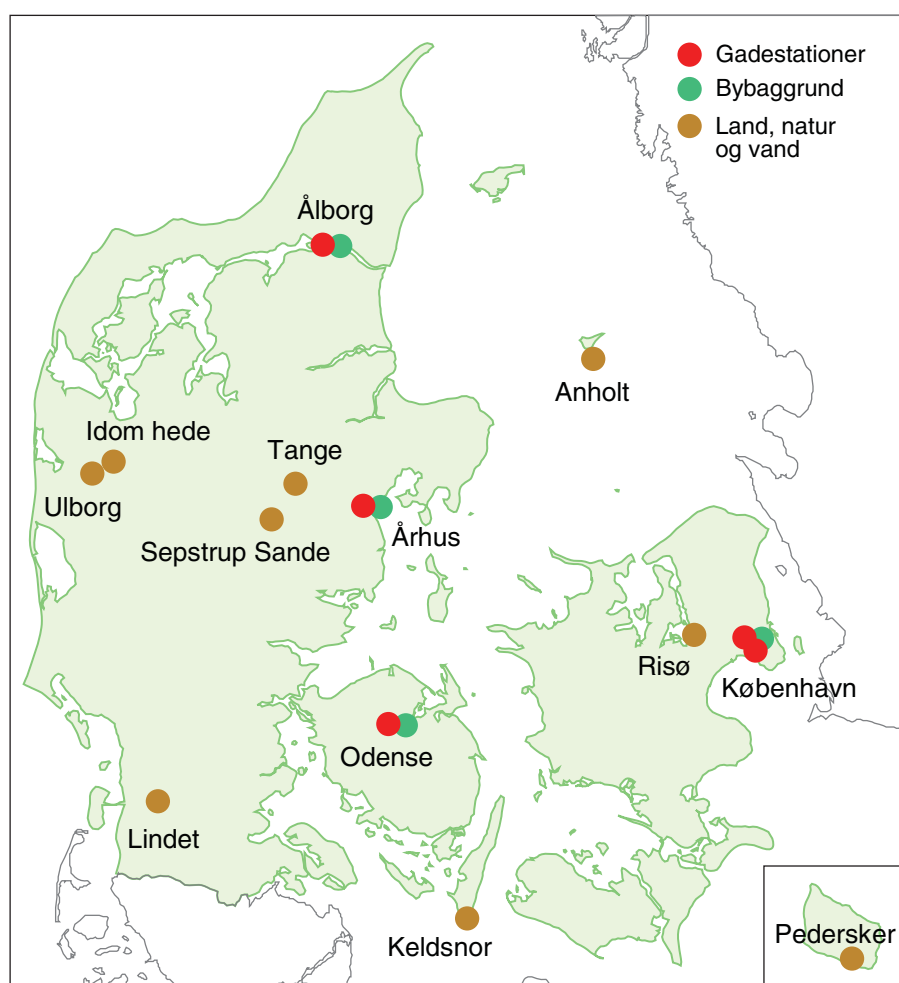 Gadestationer
Bybaggrund
Land, natur
og vand
Ålborg
Anholt
Idom hede
Tange
Ulborg
Århus
Sepstrup Sande
Risø
København
Odense
Lindet
Keldsnor
Pedersker